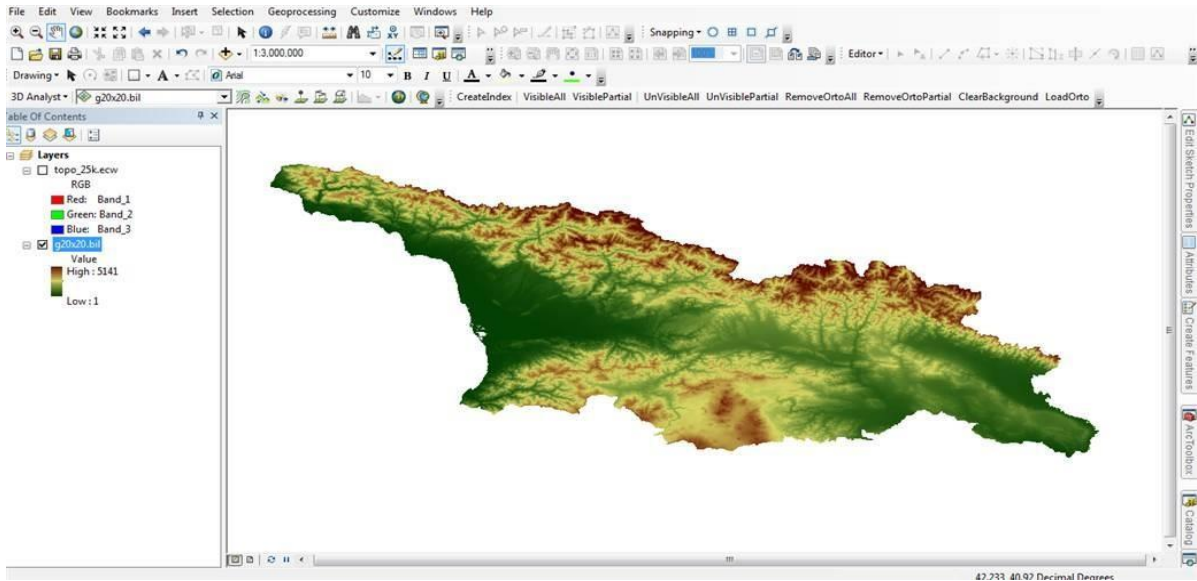 File Edit View Bookmarks Insert Selection Geoprocessing Customize Windows Help
Snapping
1:3.000.000 Editor
Drawing A Arial 10 B I U A
3D Analyst g20x20.bil CreateIndex VisibleAll VisiblePartial UnVisibleAll UnVisiblePartial RemoveOrtoAll RemoveOrtoPartial ClearBackground LoadOrto
able Of Contents
Layers
topo_25k.ecw
RGB
Red: Band_1
Green: Band_2
Blue: Band_3
g20x20.bil
Value
High : 5141
Low : 1
Edit Sketch Properties
Attributes
Create Features
ArcToolbox
Catalog
42,233 40,92 Decimal Degrees